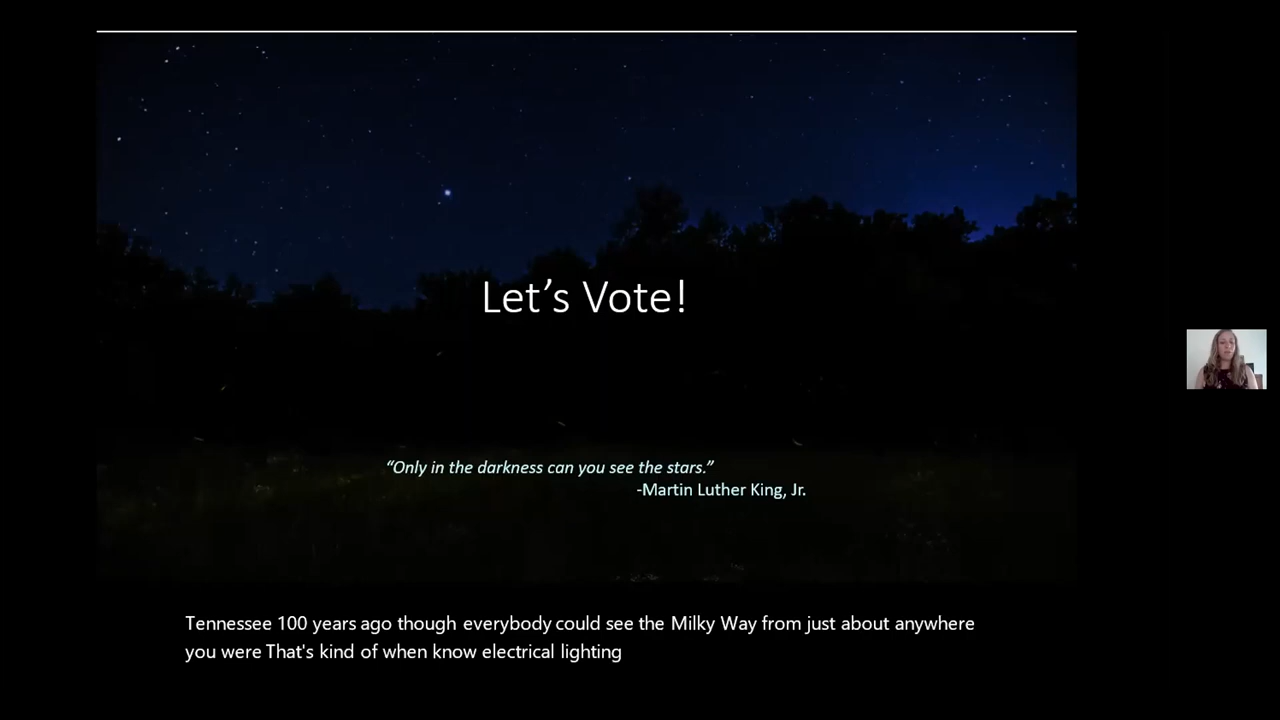 Let’s Vote!
“Only in the darkness can you see the stars.”
-Martin Luther King, Jr.
Tennessee 100 years ago though everybody could see the Milky Way from just about anywhere
you were That's kind of when know electrical lighting